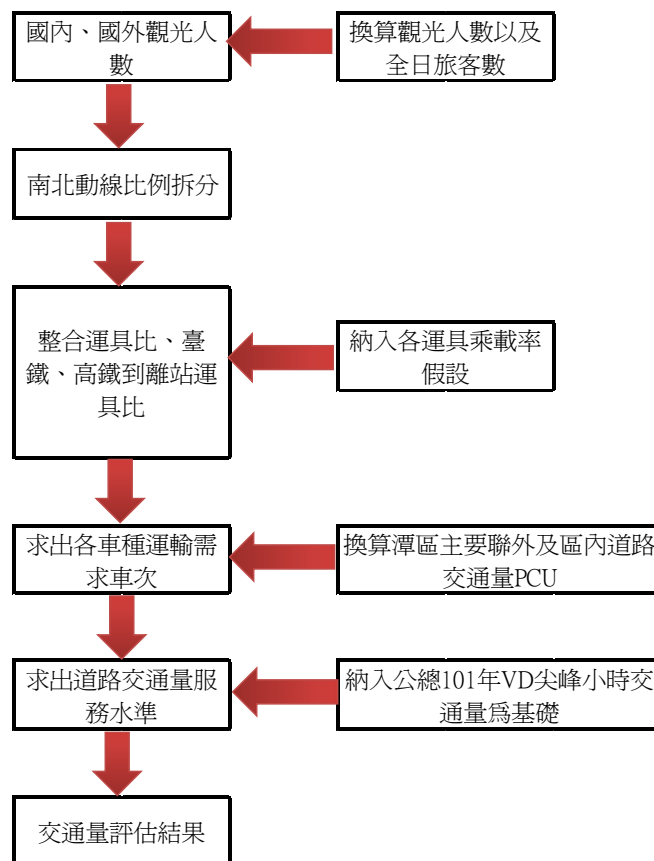 國內、國外觀光人
數
換算觀光人數以及
全日旅客數
南北動線比例拆分
整合運具比、臺
鐵、高鐵到離站運
具比
納入各運具乘載率
假設
求出各車種運輸需
求車次
換算潭區主要聯外及區內道路
交通量PCU
求出道路交通量服
務水準
納入公總101年VD尖峰小時交
通量為基礎
交通量評估結果